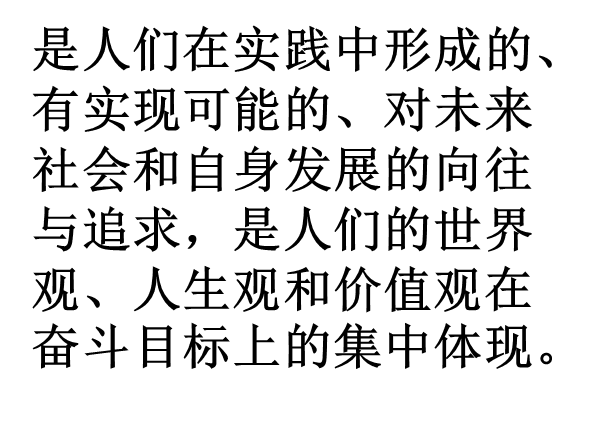 是人们在实践中形成的、
有实现可能的、对未来
社会和自身发展的向往
与追求，是人们的世界
观、人生观和价值观在
奋斗目标上的集中体现。